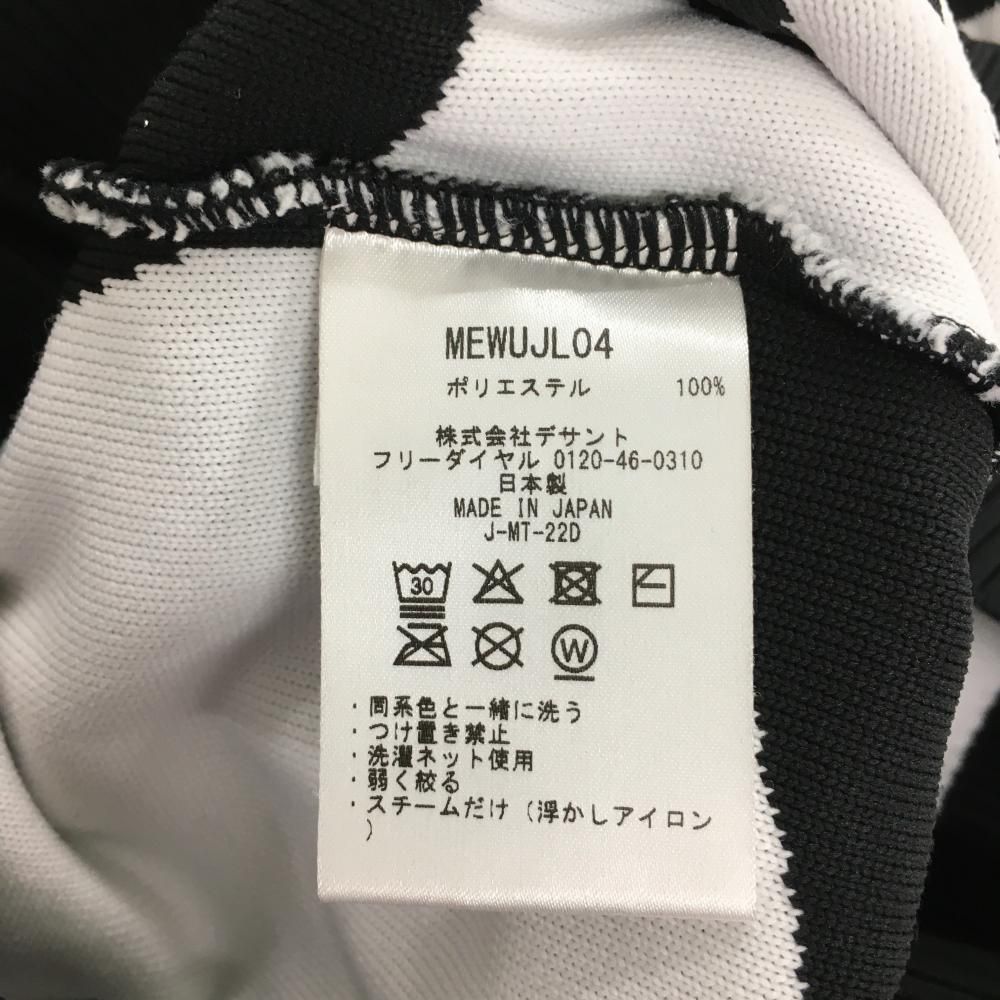 MEWUJL04
ポリエステル 100%
株式会社デサント
フリーダイヤル 0120-46-0310
日本製
MADE IN JAPAN
J-MT-22D
30
W
・同系色と一緒に洗う
・つけ置き禁止
・洗濯ネット使用
・弱く絞る
・スチームだけ（浮かしアイロン
）